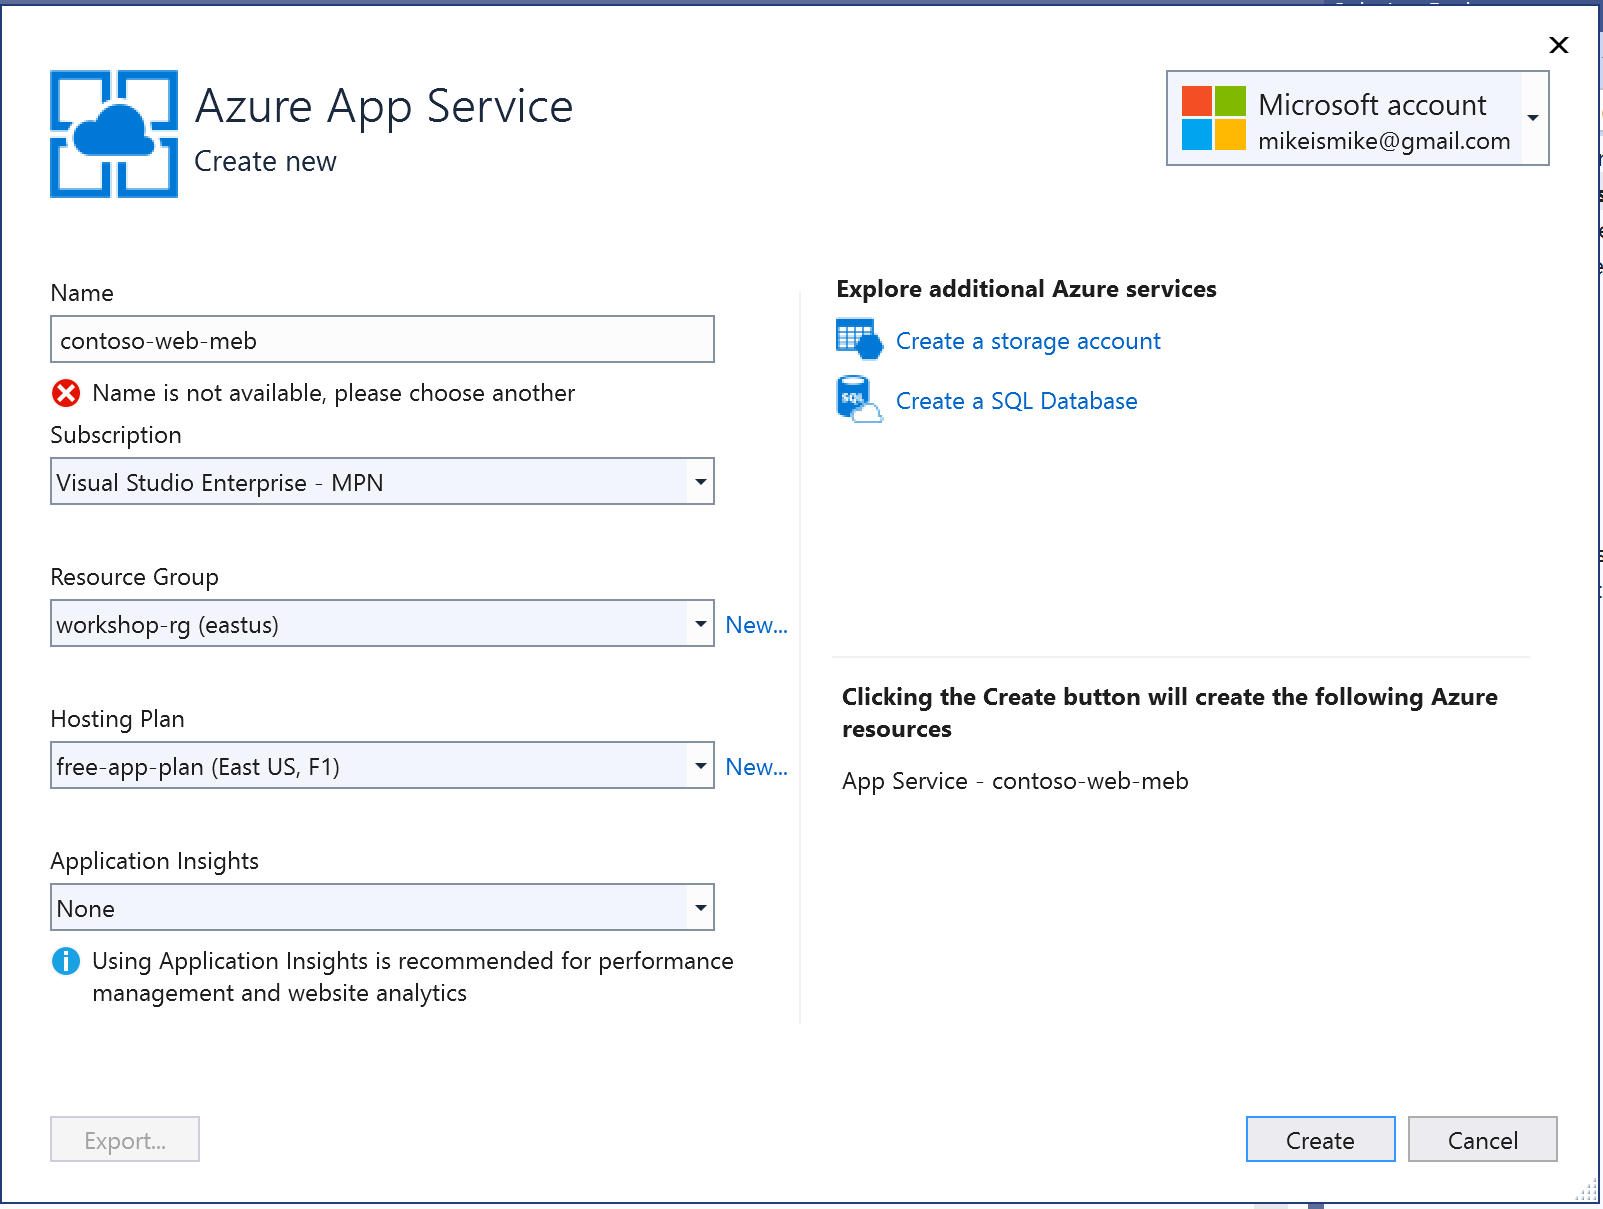 Azure App Service
Create new
Microsoft account
mikeismike@gmail.com
Name
contoso-web-meb
Name is not available, please choose another
Subscription
Visual Studio Enterprise - MPN
Resource Group
workshop-rg (eastus)
New...
Hosting Plan
free-app-plan (East US, F1)
New...
Application Insights
None
Using Application Insights is recommended for performance
management and website analytics
Explore additional Azure services
Create a storage account
SQL
Create a SQL Database
Clicking the Create button will create the following Azure
resources
App Service - contoso-web-meb
Export...
Create
Cancel